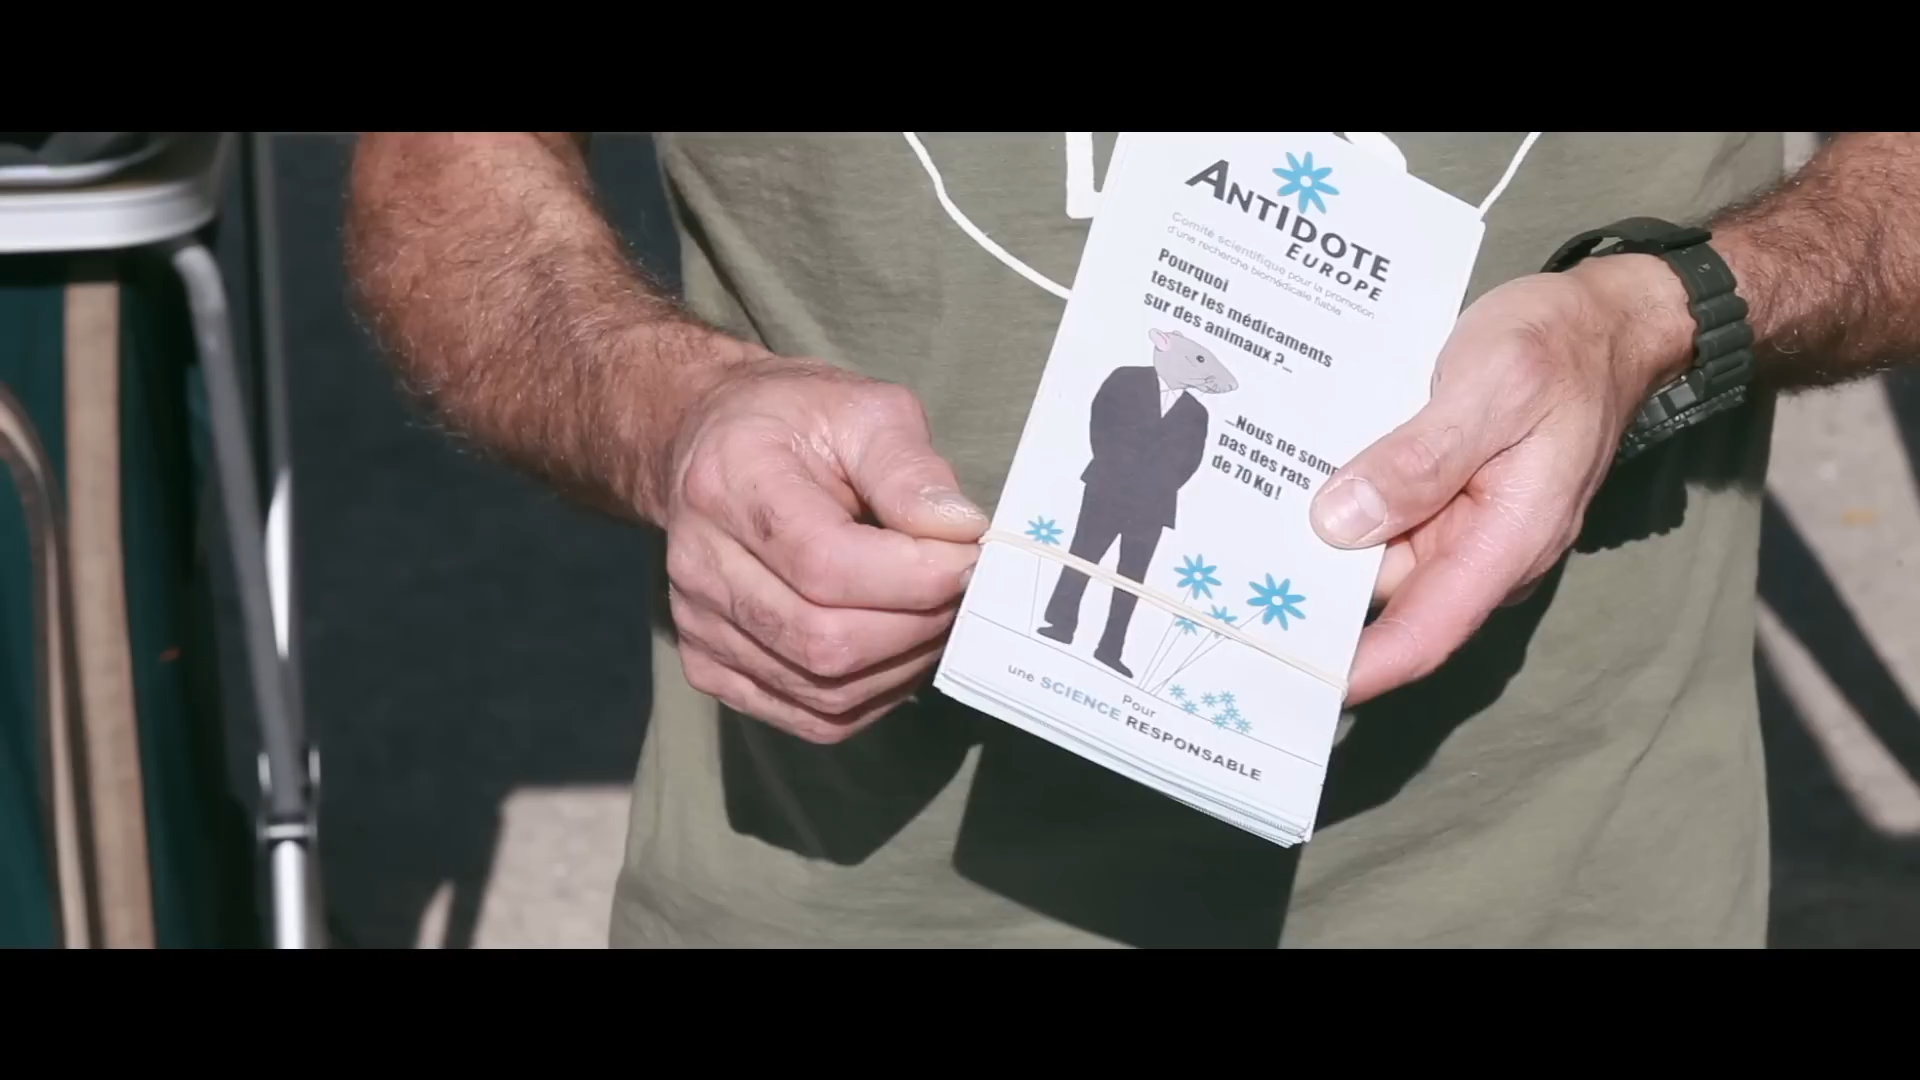 ANTIDOTE
EUROPE
Comité scientifique pour la promotion
d'une recherche biomédicale fiable
Pourquoi
tester les médicaments
sur des animaux ?...
...Nous ne som
pas des rats
de 70 Kg !
Pour
une SCIENCE RESPONSABLE